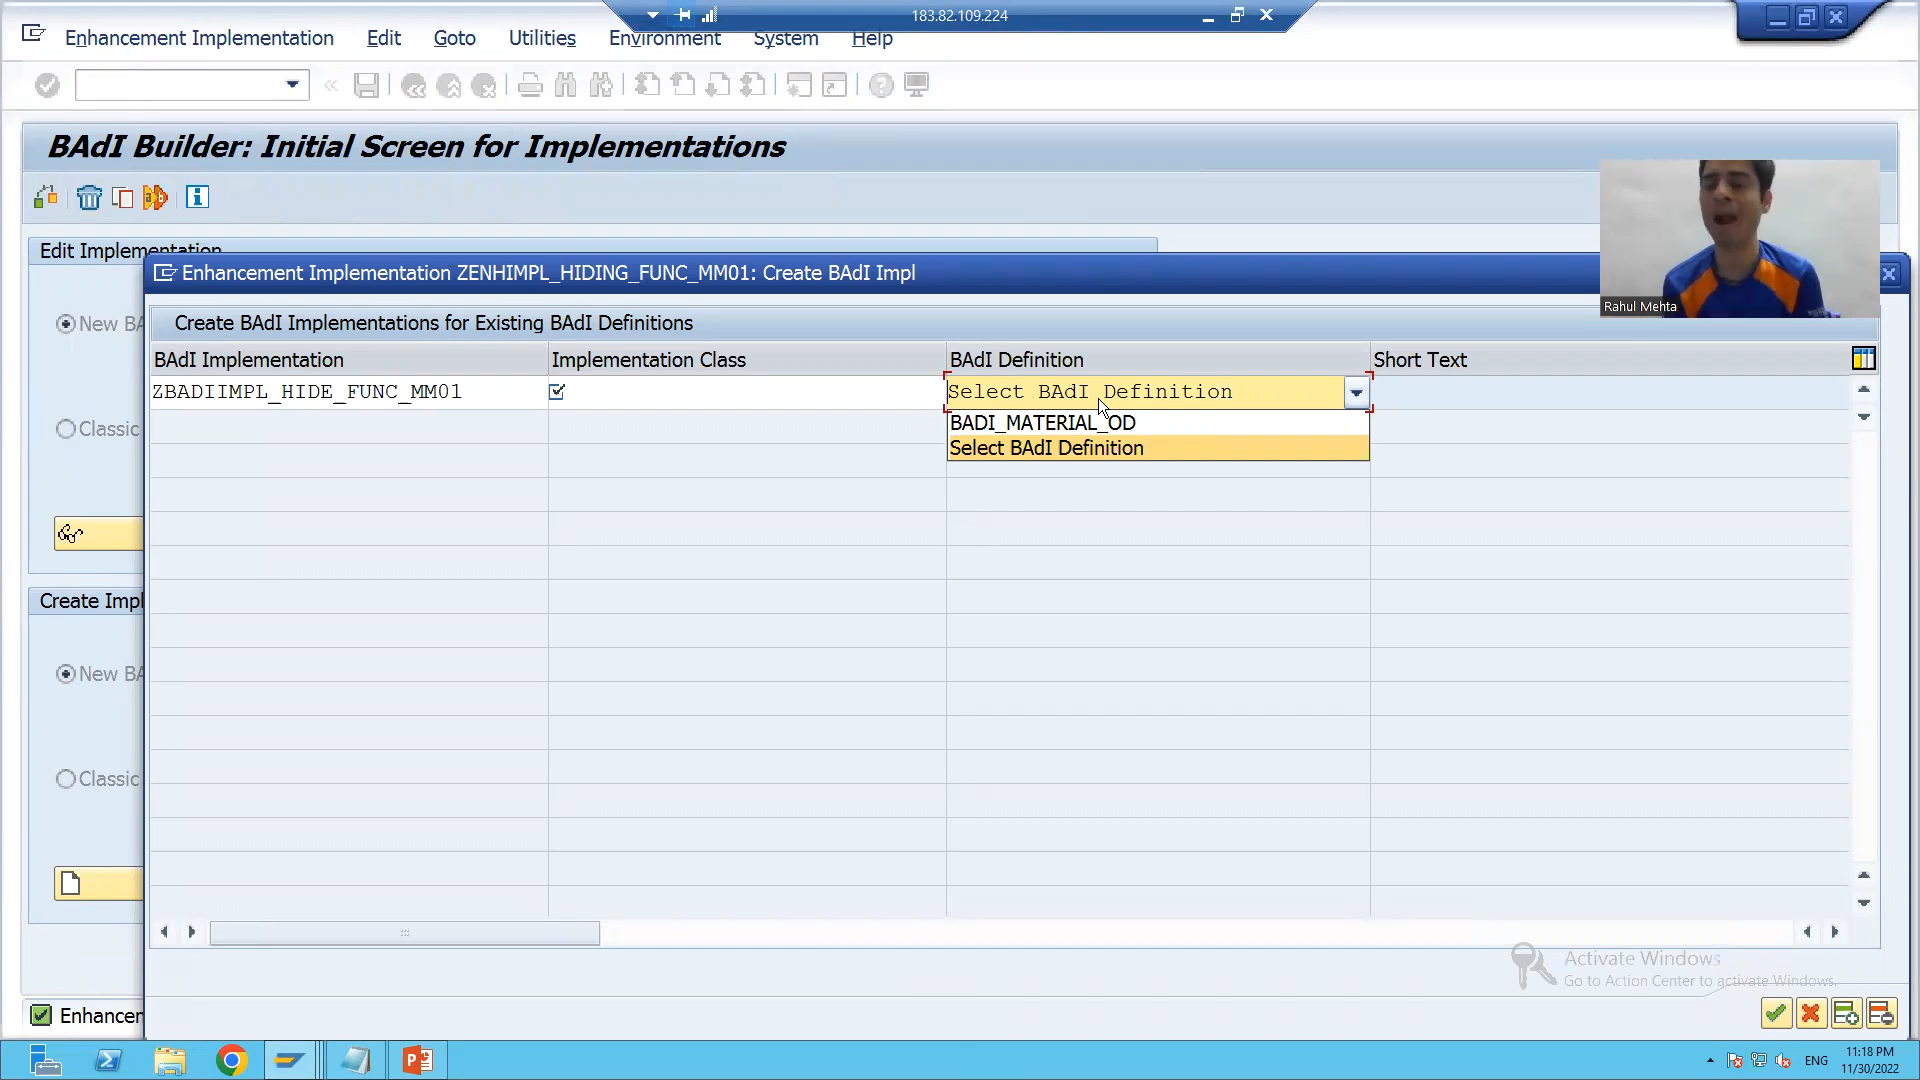 183.82.109.224
Enhancement Implementation Edit Goto Utilities Environment System Help
BAdI Builder: Initial Screen for Implementations
Edit Implementation
Enhancement Implementation ZENHIMPL_HIDING_FUNC_MM01: Create BAdI Impl
Rahul Mehta
Create BAdI Implementations for Existing BAdI Definitions
New BA
BAdI Implementation Implementation Class BAdI Definition Short Text
ZBADIIMPL_HIDE_FUNC_MM01 Select BAdI Definition
BADI_MATERIAL_OD
Classic
Select BAdI Definition
Create Impl
New BA
Classic
Activate Windows
Go to Action Center to activate Windows.
Enhancen
ENG
11:18 PM
11/30/2022